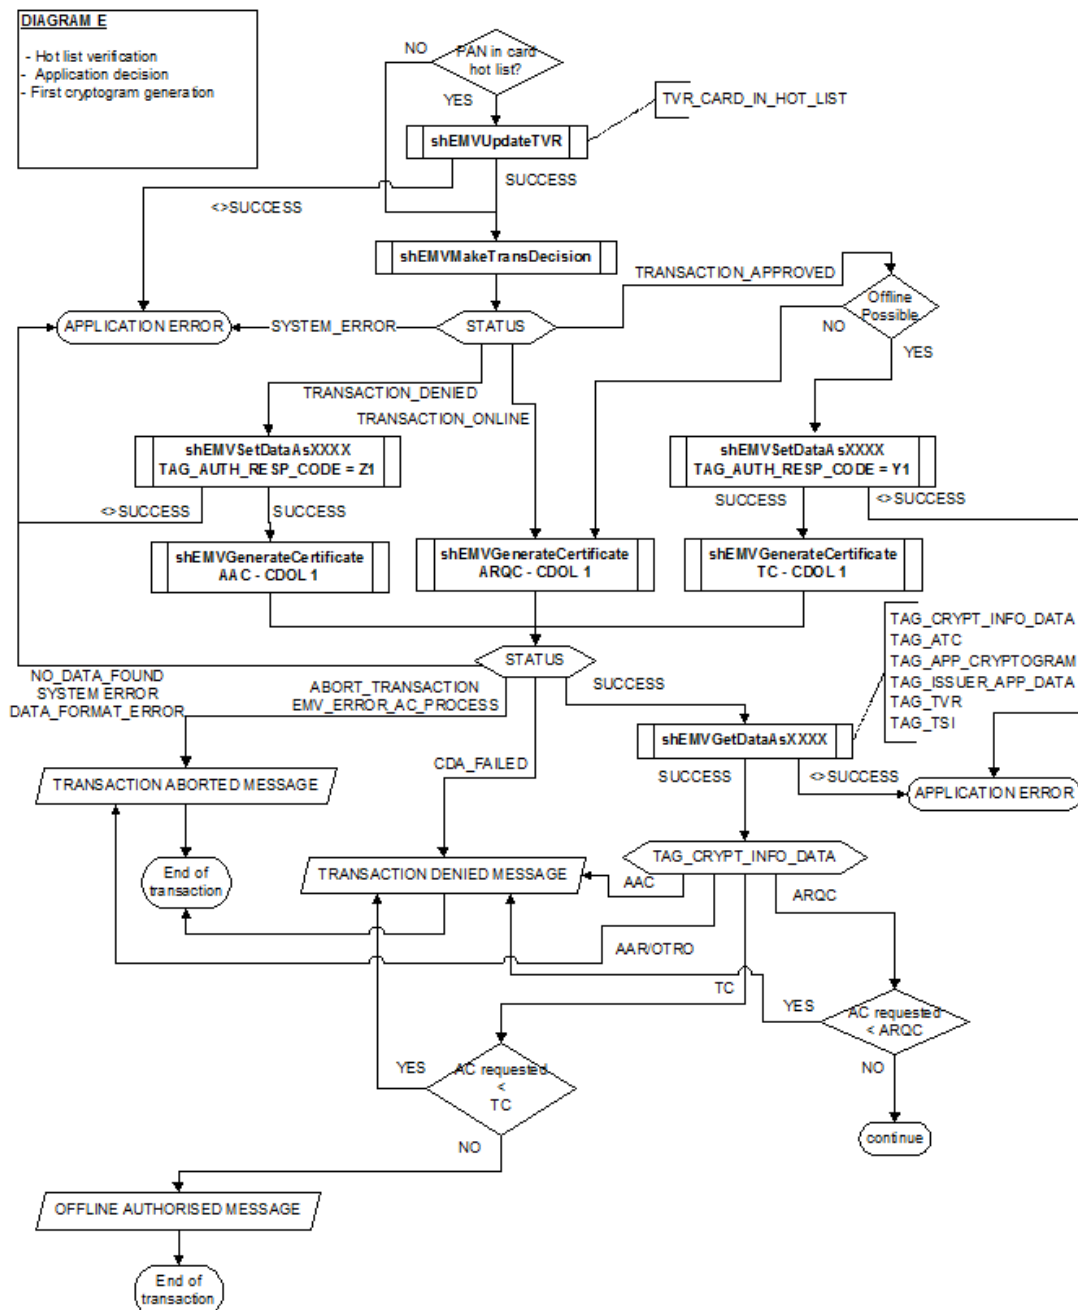 DIAGRAM E
- Hot list verification
- Application decision
- First cryptogram generation
NO
PAN in card
hot list?
YES
TVR_CARD_IN_HOT_LIST
shEMVUpdateTVR
SUCCESS
<>SUCCESS
shEMVMakeTransDecision
TRANSACTION_APPROVED
Offline
Possible
APPLICATION ERROR
SYSTEM_ERROR
STATUS
NO
YES
TRANSACTION_DENIED
TRANSACTION_ONLINE
shEMVSetDataAsXXXX
TAG_AUTH_RESP_CODE = Z1
shEMVSetDataAsXXXX
TAG_AUTH_RESP_CODE = Y1
<>SUCCESS
SUCCESS
SUCCESS
<>SUCCESS
shEMVGenerateCertificate
AAC - CDOL 1
shEMVGenerateCertificate
ARQC - CDOL 1
shEMVGenerateCertificate
TC - CDOL 1
TAG_CRYPT_INFO_DATA
TAG_ATC
TAG_APP_CRYPTOGRAM
TAG_ISSUER_APP_DATA
TAG_TVR
TAG_TSI
STATUS
NO_DATA_FOUND
SYSTEM ERROR
DATA_FORMAT_ERROR
ABORT_TRANSACTION
EMV_ERROR_AC_PROCESS
SUCCESS
shEMVGetDataAsXXXX
CDA_FAILED
SUCCESS
<>SUCCESS
TRANSACTION ABORTED MESSAGE
APPLICATION ERROR
TAG_CRYPT_INFO_DATA
End of
transaction
TRANSACTION DENIED MESSAGE
AAC
ARQC
AAR/OTRO
TC
YES
AC requested
< ARQC
YES
AC requested
<
TC
NO
NO
continue
OFFLINE AUTHORISED MESSAGE
End of
transaction